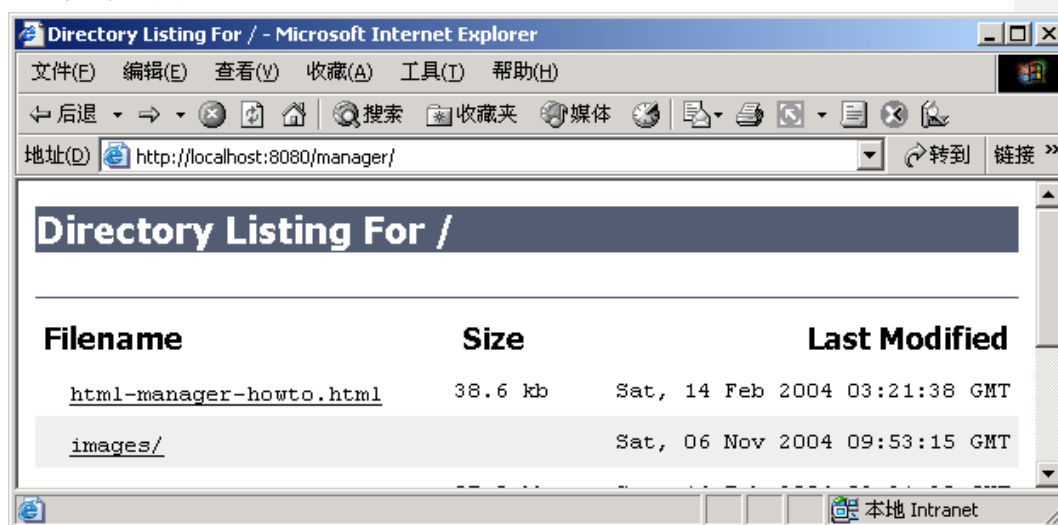 Directory Listing For / - Microsoft Internet Explorer
文件(F) 编辑(E) 查看(V) 收藏(A) 工具(T) 帮助(H)
后退 搜索 收藏夹 媒体
地址(D) http://localhost:8080/manager/ 转到 链接 »
Directory Listing For /
Filename Size Last Modified
html-manager-howto.html 38.6 kb Sat, 14 Feb 2004 03:21:38 GMT
images/ Sat, 06 Nov 2004 09:53:15 GMT
本地 Intranet